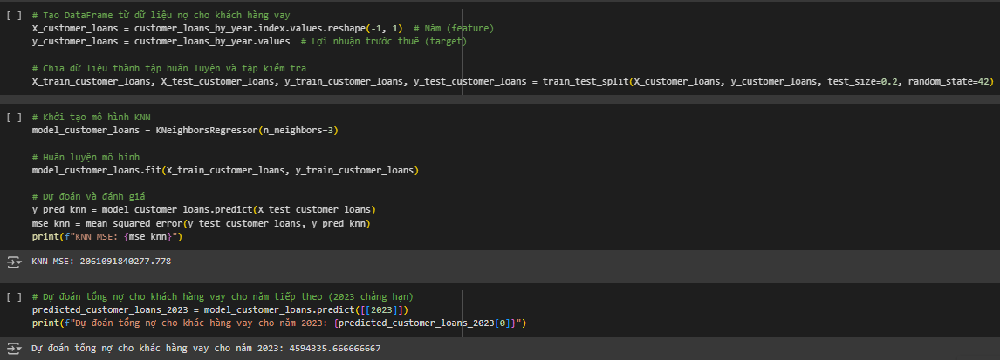 [ ] # Tạo DataFrame từ dữ liệu nợ cho khách hàng vay
X_customer_loans = customer_loans_by_year.index.values.reshape(-1, 1)  # Năm (feature)
y_customer_loans = customer_loans_by_year.values  # Lợi nhuận trước thuế (target)
# Chia dữ liệu thành tập huấn luyện và tập kiểm tra
X_train_customer_loans, X_test_customer_loans, y_train_customer_loans, y_test_customer_loans = train_test_split(X_customer_loans, y_customer_loans, test_size=0.2, random_state=42)
[ ] # Khởi tạo mô hình KNN
model_customer_loans = KNeighborsRegressor(n_neighbors=3)
# Huấn luyện mô hình
model_customer_loans.fit(X_train_customer_loans, y_train_customer_loans)
# Dự đoán và đánh giá
y_pred_knn = model_customer_loans.predict(X_test_customer_loans)
mse_knn = mean_squared_error(y_test_customer_loans, y_pred_knn)
print(f"KNN MSE: {mse_knn}")
KNN MSE: 2061091840277.778
[ ] # Dự đoán tổng nợ cho khách hàng vay cho năm tiếp theo (2023 chẳng hạn)
predicted_customer_loans_2023 = model_customer_loans.predict([[2023]])
print(f"Dự đoán tổng nợ cho khác hàng vay cho năm 2023: {predicted_customer_loans_2023[0]}")
Dự đoán tổng nợ cho khác hàng vay cho năm 2023: 4594335.666666667